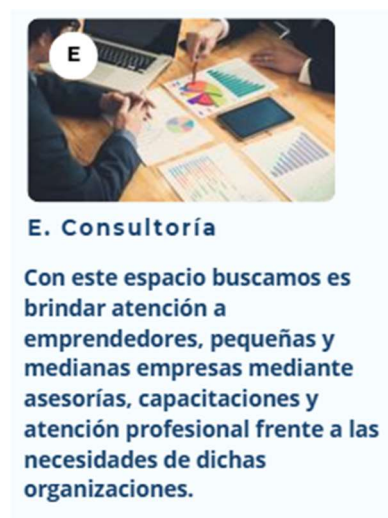 E
E. Consultoría
Con este espacio buscamos es
brindar atención a
emprendedores, pequeñas y
medianas empresas mediante
asesorías, capacitaciones y
atención profesional frente a las
necesidades de dichas
organizaciones.